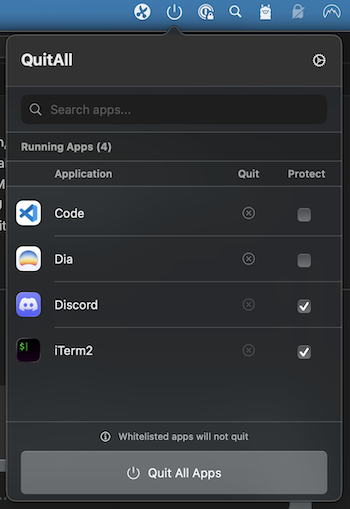 QuitAll
Search apps...
Running Apps (4)
Application Quit Protect
Code
Dia
Discord
$ iTerm2
Whitelisted apps will not quit
Quit All Apps